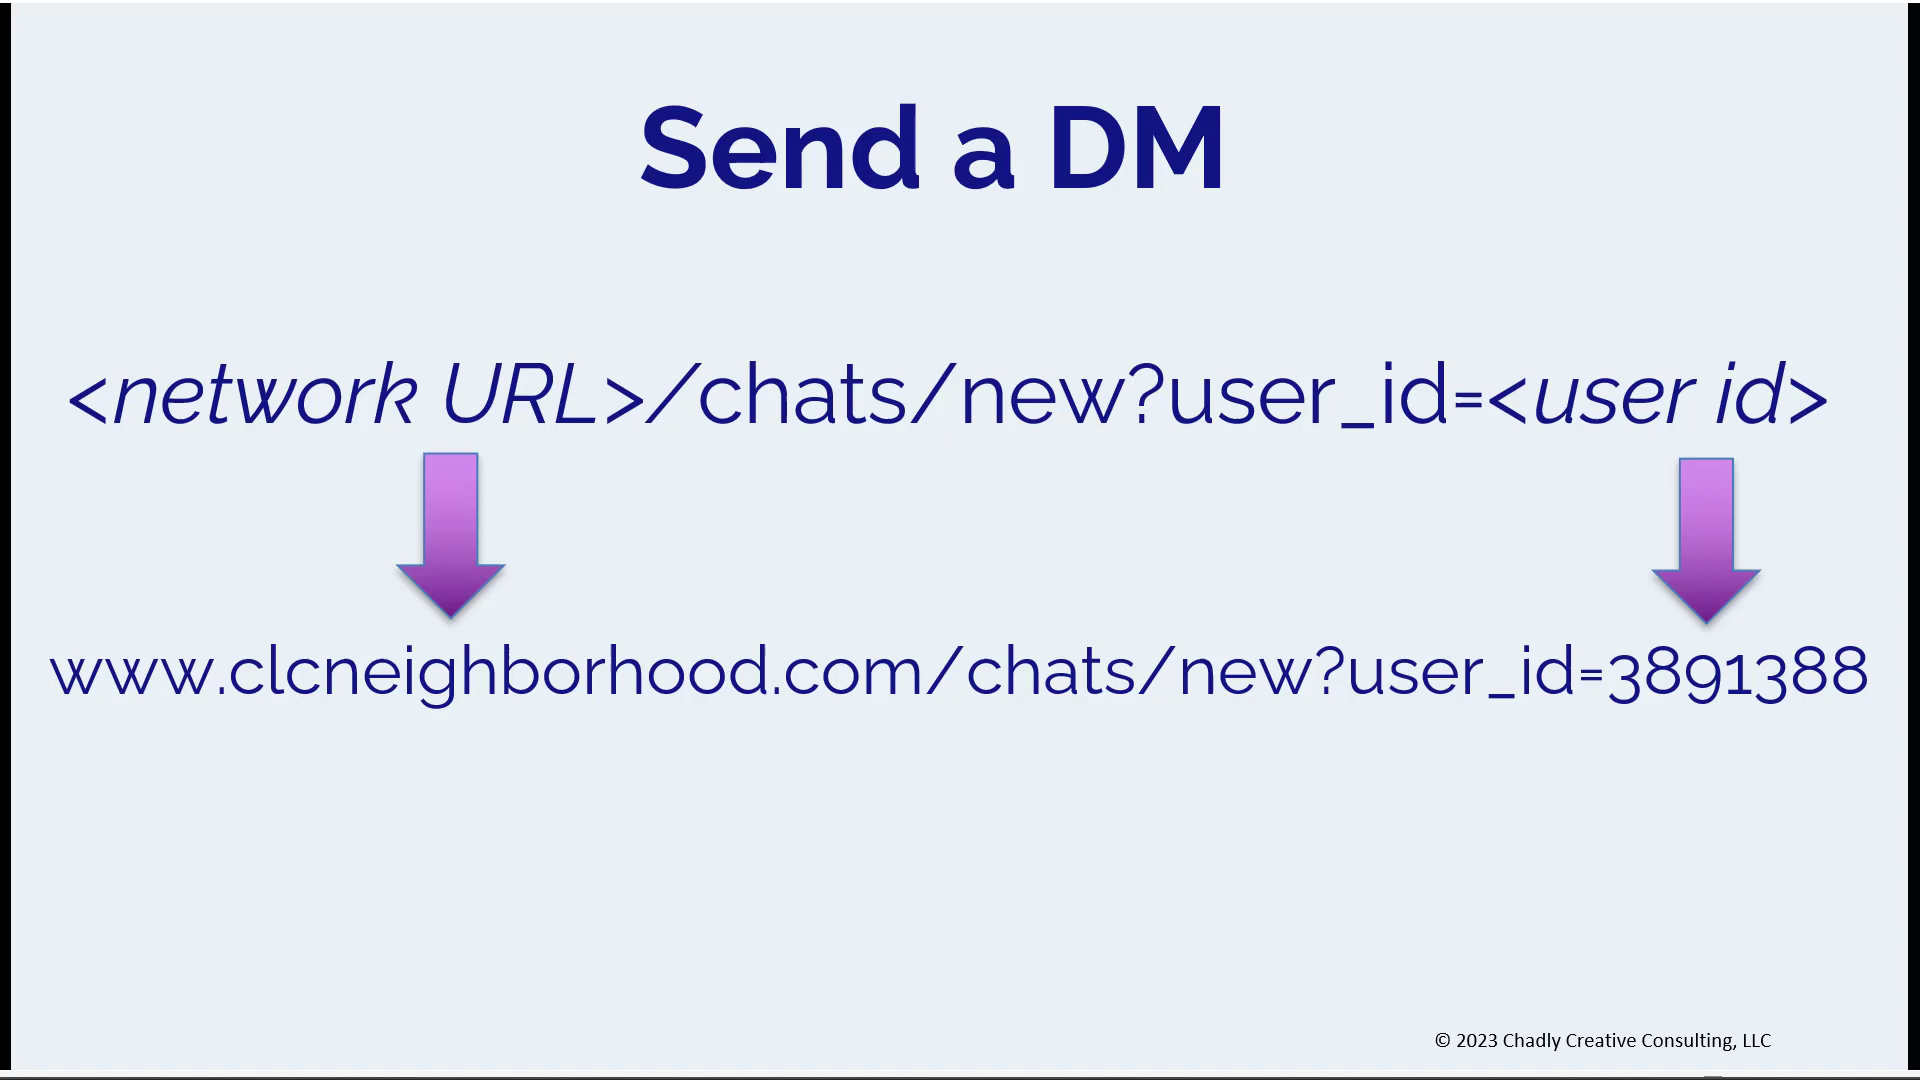 Send a DM
<network URL>/chats/new?user_id=<user id>
www.clcneighborhood.com/chats/new?user_id=3891388
© 2023 Chadly Creative Consulting, LLC